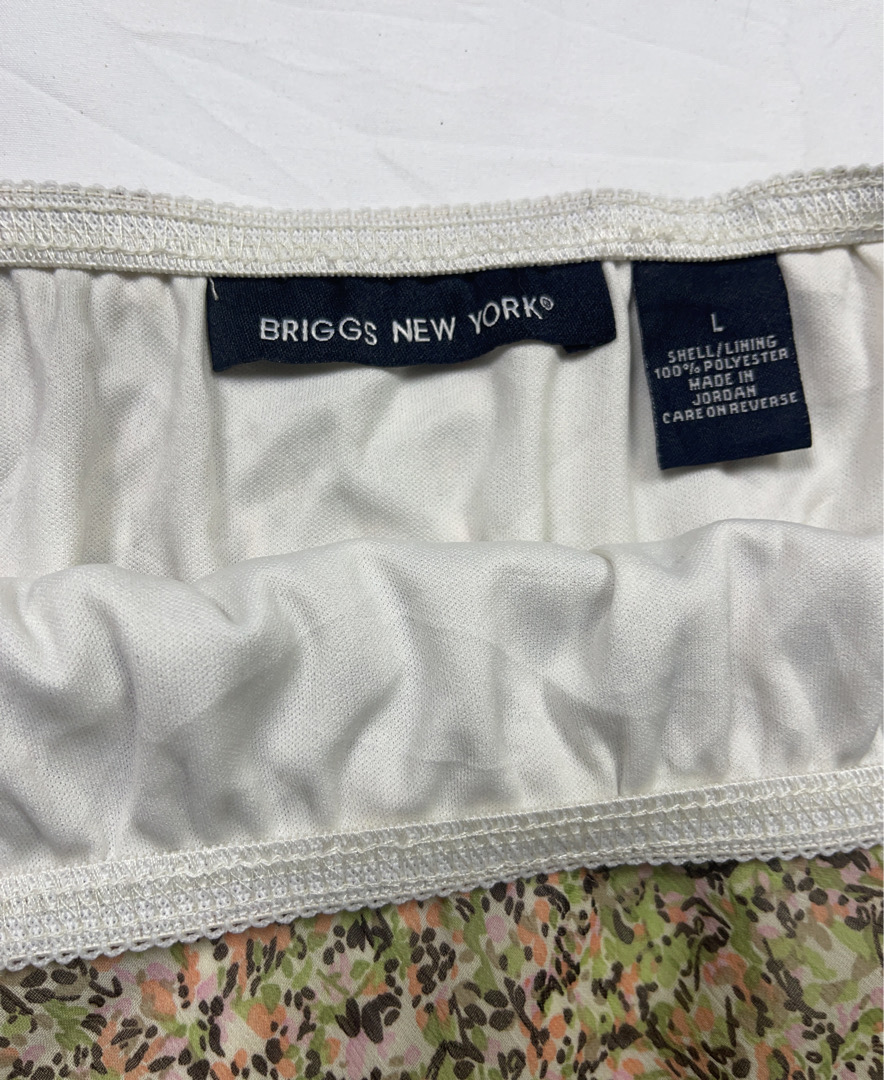 BRIGGS NEW YORK®
L
SHELL/LINING
100% POLYESTER
MADE IN
JORDAN
CARE ON REVERSE